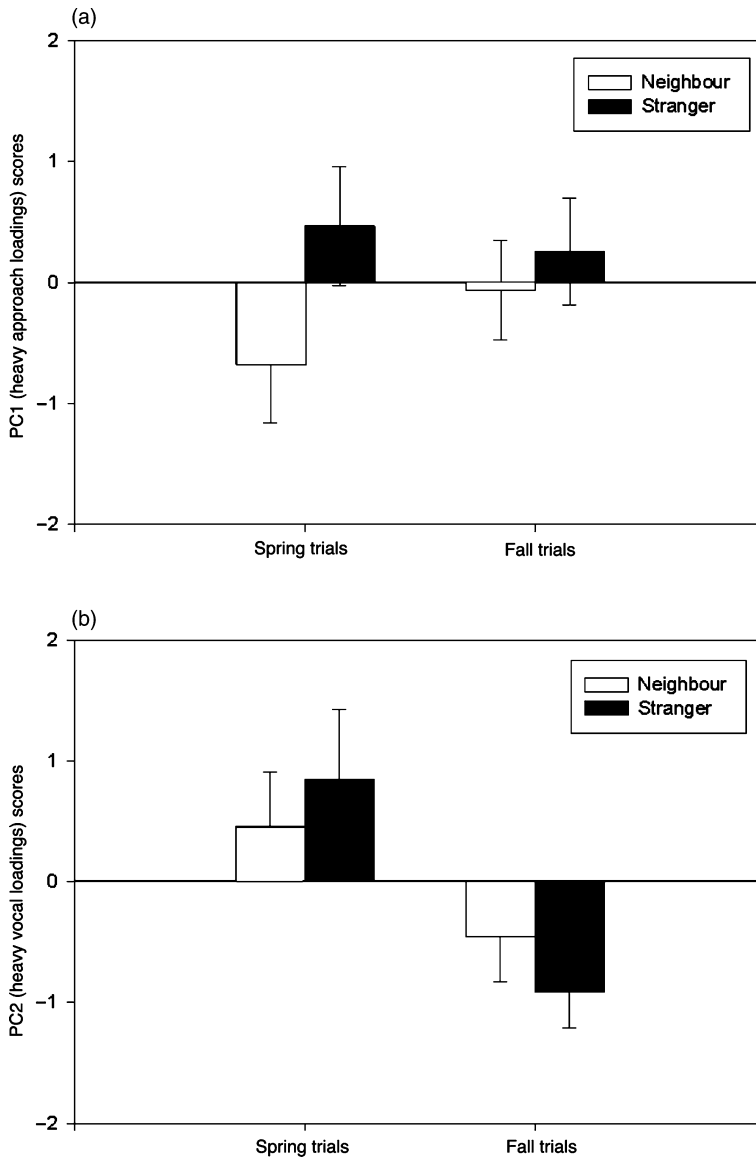 (a)
2
Neighbour
Stranger
1
0
−1
−2
PC1 (heavy approach loadings) scores
Spring trials
Fall trials
(b)
2
Neighbour
Stranger
1
0
−1
−2
PC2 (heavy vocal loadings) scores
Spring trials
Fall trials